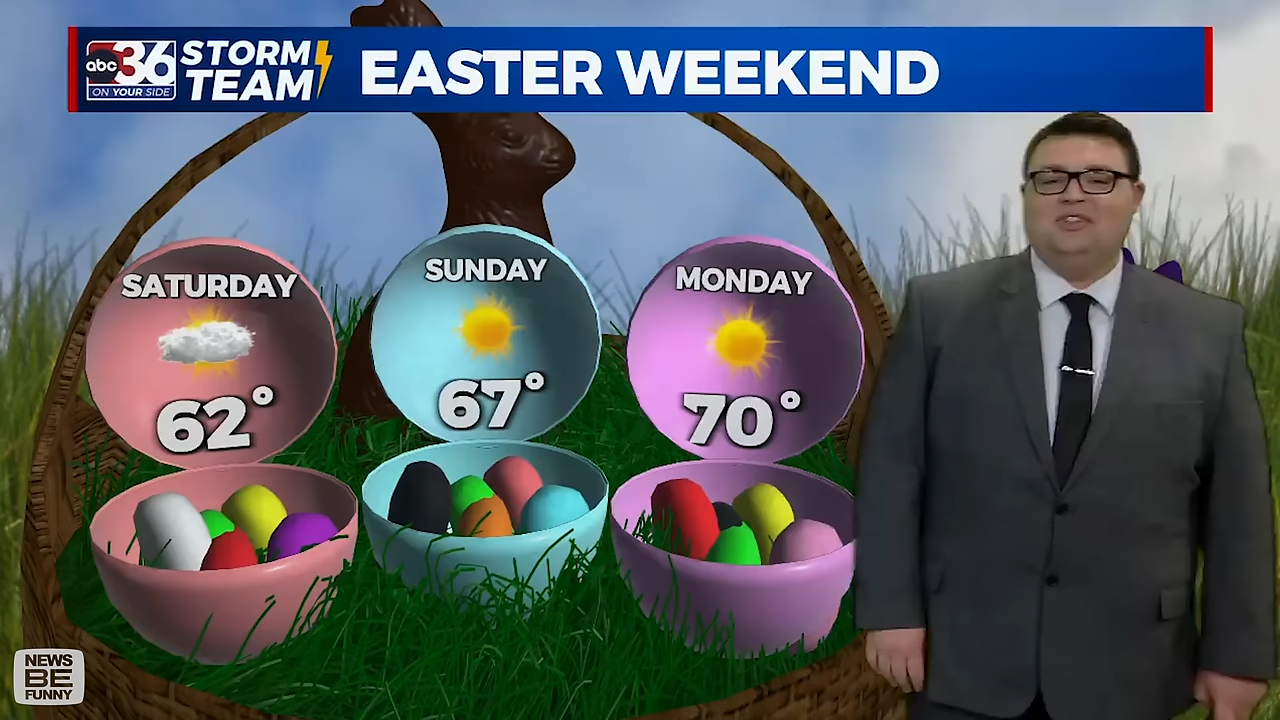 abc 36
ON YOUR SIDE
STORM
TEAM
EASTER WEEKEND
SATURDAY
62°
SUNDAY
67°
MONDAY
70°
NEWS
BE
FUNNY